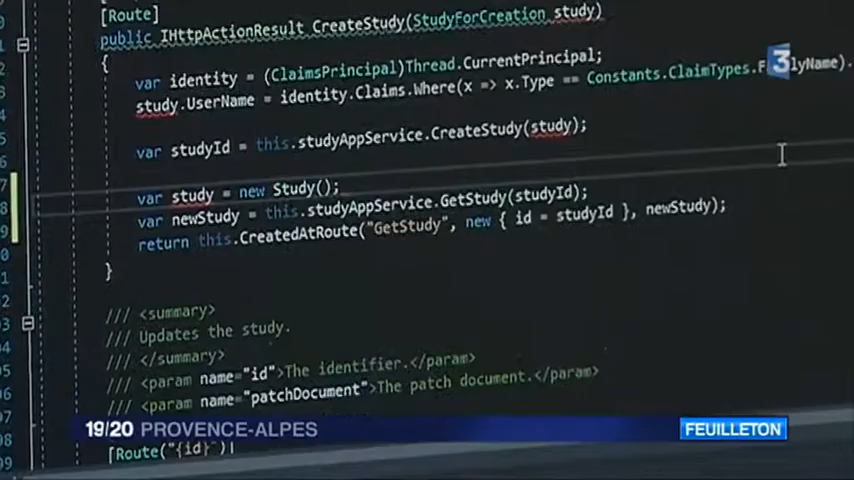 [Route]
public IHttpActionResult CreateStudy(StudyForCreation study)
{
var identity = (ClaimsPrincipal)Thread.CurrentPrincipal;
study.UserName = identity.Claims.Where(x => x.Type == Constants.ClaimTypes.F lyName).
3
var studyId = this.studyAppService.CreateStudy(study);
var study = new Study();
var newStudy = this.studyAppService.GetStudy(studyId);
return this.CreatedAtRoute("GetStudy", new { id = studyId }, newStudy);
}
/// <summary>
/// Updates the study.
/// </summary>
/// <param name="id">The identifier.</param>
/// <param name="patchDocument">The patch document.</param>
19/20 PROVENCE-ALPES
FEUILLETON
[Route("{id}")]